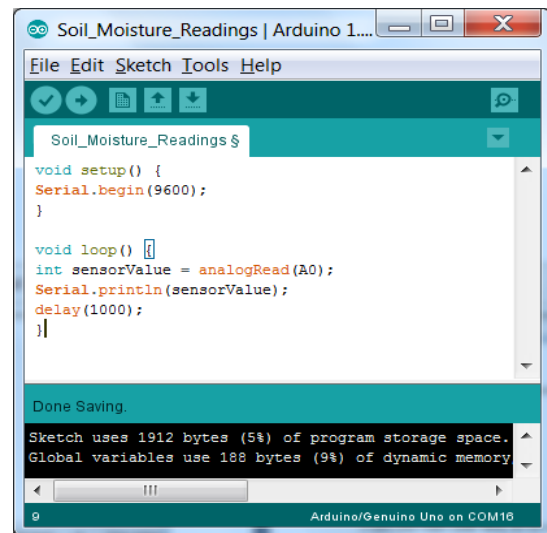 Soil_Moisture_Readings | Arduino 1....
File Edit Sketch Tools Help
Soil_Moisture_Readings §
void setup() {
Serial.begin(9600);
}
void loop() {
int sensorValue = analogRead(A0);
Serial.println(sensorValue);
delay(1000);
}
Done Saving.
Sketch uses 1912 bytes (5%) of program storage space.
Global variables use 188 bytes (9%) of dynamic memory
9 Arduino/Genuino Uno on COM16